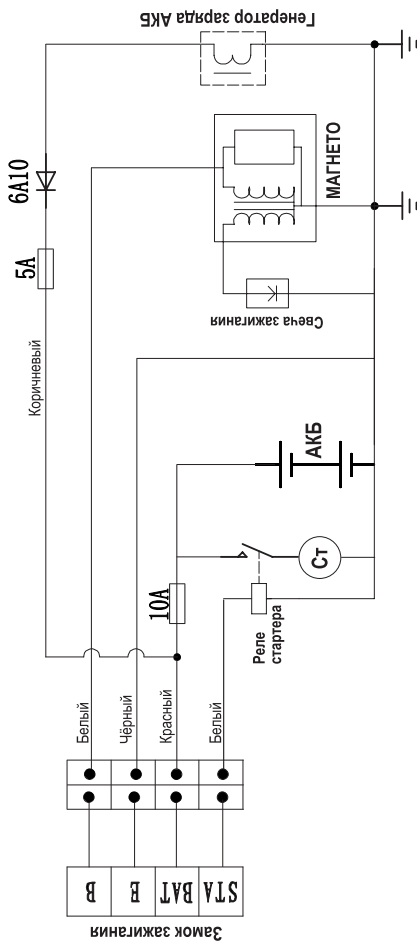 Генератор заряда АКБ
6А10
5А
Коричневый
МАГНЕТО
Свеча зажигания
АКБ
Ст
10А
Реле
стартера
Белый
Чёрный
Красный
Белый
B
E
BAT
STA
Замок зажигания